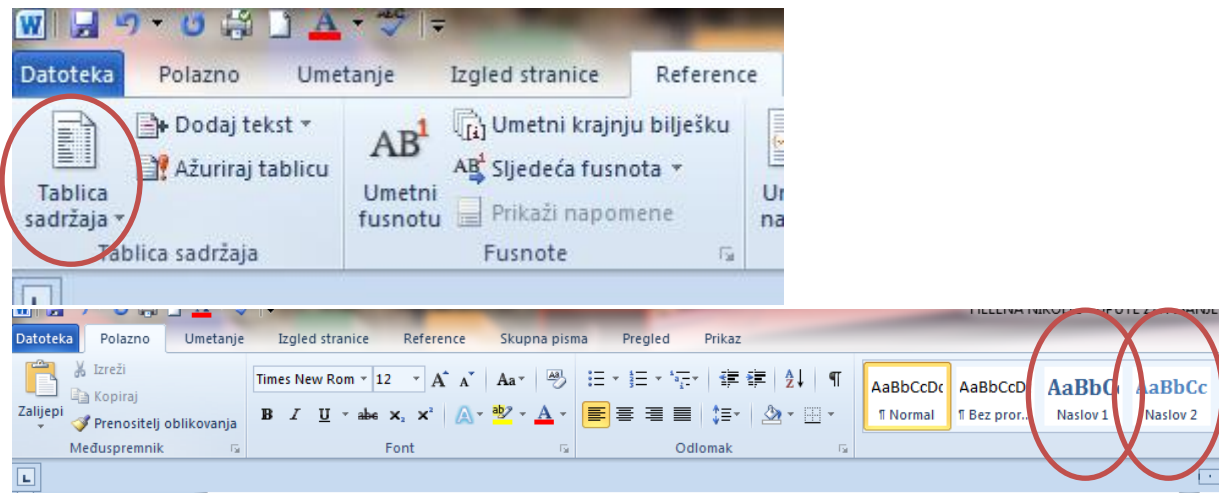 Datoteka Polazno Umetanje Izgled stranice Reference
Dodaj tekst
Ažuriraj tablicu
Tablica sadržaja
AB1
Umetni fusnotu
Umetni krajnju bilješku
Sljedeća fusnota
Prikaži napomene
Tablica sadržaja Fusnote
Datoteka Polazno Umetanje Izgled stranice Reference Skupna pisma Pregled Prikaz
Zalijepi
Izreži
Kopiraj
Prenositelj oblikovanja
Times New Rom 12
AaBbCcDc AaBbCcD AaBbC AaBbCc
¶ Normal ¶ Bez pror... Naslov 1 Naslov 2
Međuspremnik Font Odlomak